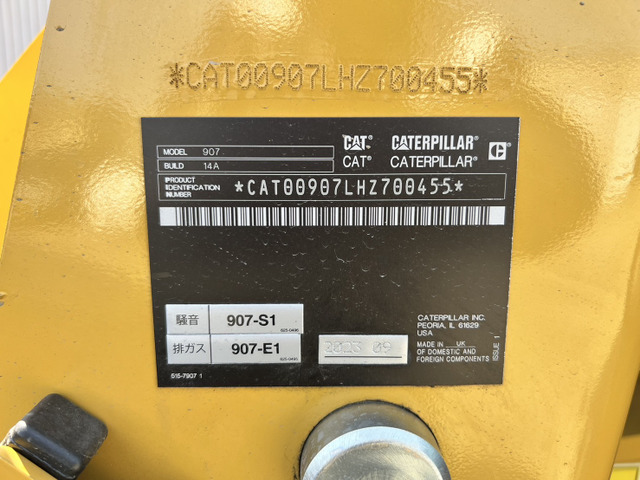 *CAT00907LHZ700455*
MODEL 907
BUILD 14A
CAT® CATERPILLAR®
CAT® CATERPILLAR®
PRODUCT
IDENTIFICATION
NUMBER
*CAT00907LHZ700455*
騒音 907-S1
排ガス 907-E1
2023 09
CATERPILLAR INC.
PEORIA, IL 61629
USA
MADE IN UK
OF DOMESTIC AND
FOREIGN COMPONENTS
ISSUE 1
515-7907 1